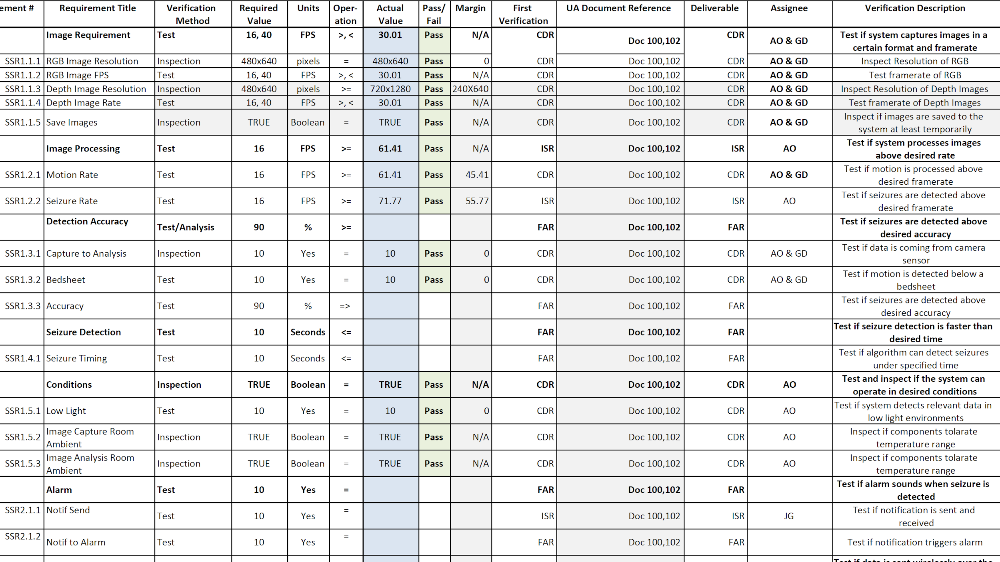 ement # Requirement Title Verification Method Required Value Units Oper-ation Actual Value Pass/Fail Margin First Verification UA Document Reference Deliverable Assignee Verification Description
Image Requirement Test 16, 40 FPS >, < 30.01 Pass N/A CDR Doc 100,102 CDR AO & GD Test if system captures images in a certain format and framerate
SSR1.1.1 RGB Image Resolution Inspection 480x640 pixels = 480x640 Pass 0 CDR Doc 100,102 CDR AO & GD Inspect Resolution of RGB
SSR1.1.2 RGB Image FPS Test 16, 40 FPS >, < 30.01 Pass N/A CDR Doc 100,102 CDR AO & GD Test framerate of RGB
SSR1.1.3 Depth Image Resolution Inspection 480x640 pixels >= 720x1280 Pass 240X640 CDR Doc 100,102 CDR AO & GD Inspect Resolution of Depth Images
SSR1.1.4 Depth Image Rate Test 16, 40 FPS >, < 30.01 Pass N/A CDR Doc 100,102 CDR AO & GD Test framerate of Depth Images
SSR1.1.5 Save Images Inspection TRUE Boolean = TRUE Pass N/A CDR Doc 100,102 CDR AO & GD Inspect if images are saved to the system at least temporarily
Image Processing Test 16 FPS >= 61.41 Pass N/A ISR Doc 100,102 ISR AO Test if system processes images above desired rate
SSR1.2.1 Motion Rate Test 16 FPS >= 61.41 Pass 45.41 CDR Doc 100,102 CDR AO & GD Test if motion is processed above desired framerate
SSR1.2.2 Seizure Rate Test 16 FPS >= 71.77 Pass 55.77 ISR Doc 100,102 ISR AO Test if seizures are detected above desired framerate
Detection Accuracy Test/Analysis 90 % >= FAR Doc 100,102 FAR Test if seizures are detected above desired accuracy
SSR1.3.1 Capture to Analysis Inspection 10 Yes = 10 Pass 0 CDR Doc 100,102 CDR AO & GD Test if data is coming from camera sensor
SSR1.3.2 Bedsheet Test 10 Yes = 10 Pass 0 CDR Doc 100,102 CDR AO & GD Test if motion is detected below a bedsheet
SSR1.3.3 Accuracy Test 90 % => FAR Doc 100,102 FAR Test if seizures are detected above desired accuracy
Seizure Detection Test 10 Seconds <= FAR Doc 100,102 FAR Test if seizure detection is faster than desired time
SSR1.4.1 Seizure Timing Test 10 Seconds <= FAR Doc 100,102 FAR Test if algorithm can detect seizures under specified time
Conditions Inspection TRUE Boolean = TRUE Pass N/A CDR Doc 100,102 CDR AO Test and inspect if the system can operate in desired conditions
SSR1.5.1 Low Light Test 10 Yes = 10 Pass 0 CDR Doc 100,102 CDR AO Test if system detects relevant data in low light environments
SSR1.5.2 Image Capture Room Ambient Inspection TRUE Boolean = TRUE Pass N/A CDR Doc 100,102 CDR AO Inspect if components tolarate temperature range
SSR1.5.3 Image Analysis Room Ambient Inspection TRUE Boolean = TRUE Pass N/A CDR Doc 100,102 CDR AO Inspect if components tolarate temperature range
Alarm Test 10 Yes = FAR Doc 100,102 FAR Test if alarm sounds when seizure is detected
SSR2.1.1 Notif Send Test 10 Yes = ISR Doc 100,102 ISR JG Test if notification is sent and received
SSR2.1.2 Notif to Alarm Test 10 Yes = FAR Doc 100,102 FAR Test if notification triggers alarm
Test if data is sent wirelessly over the